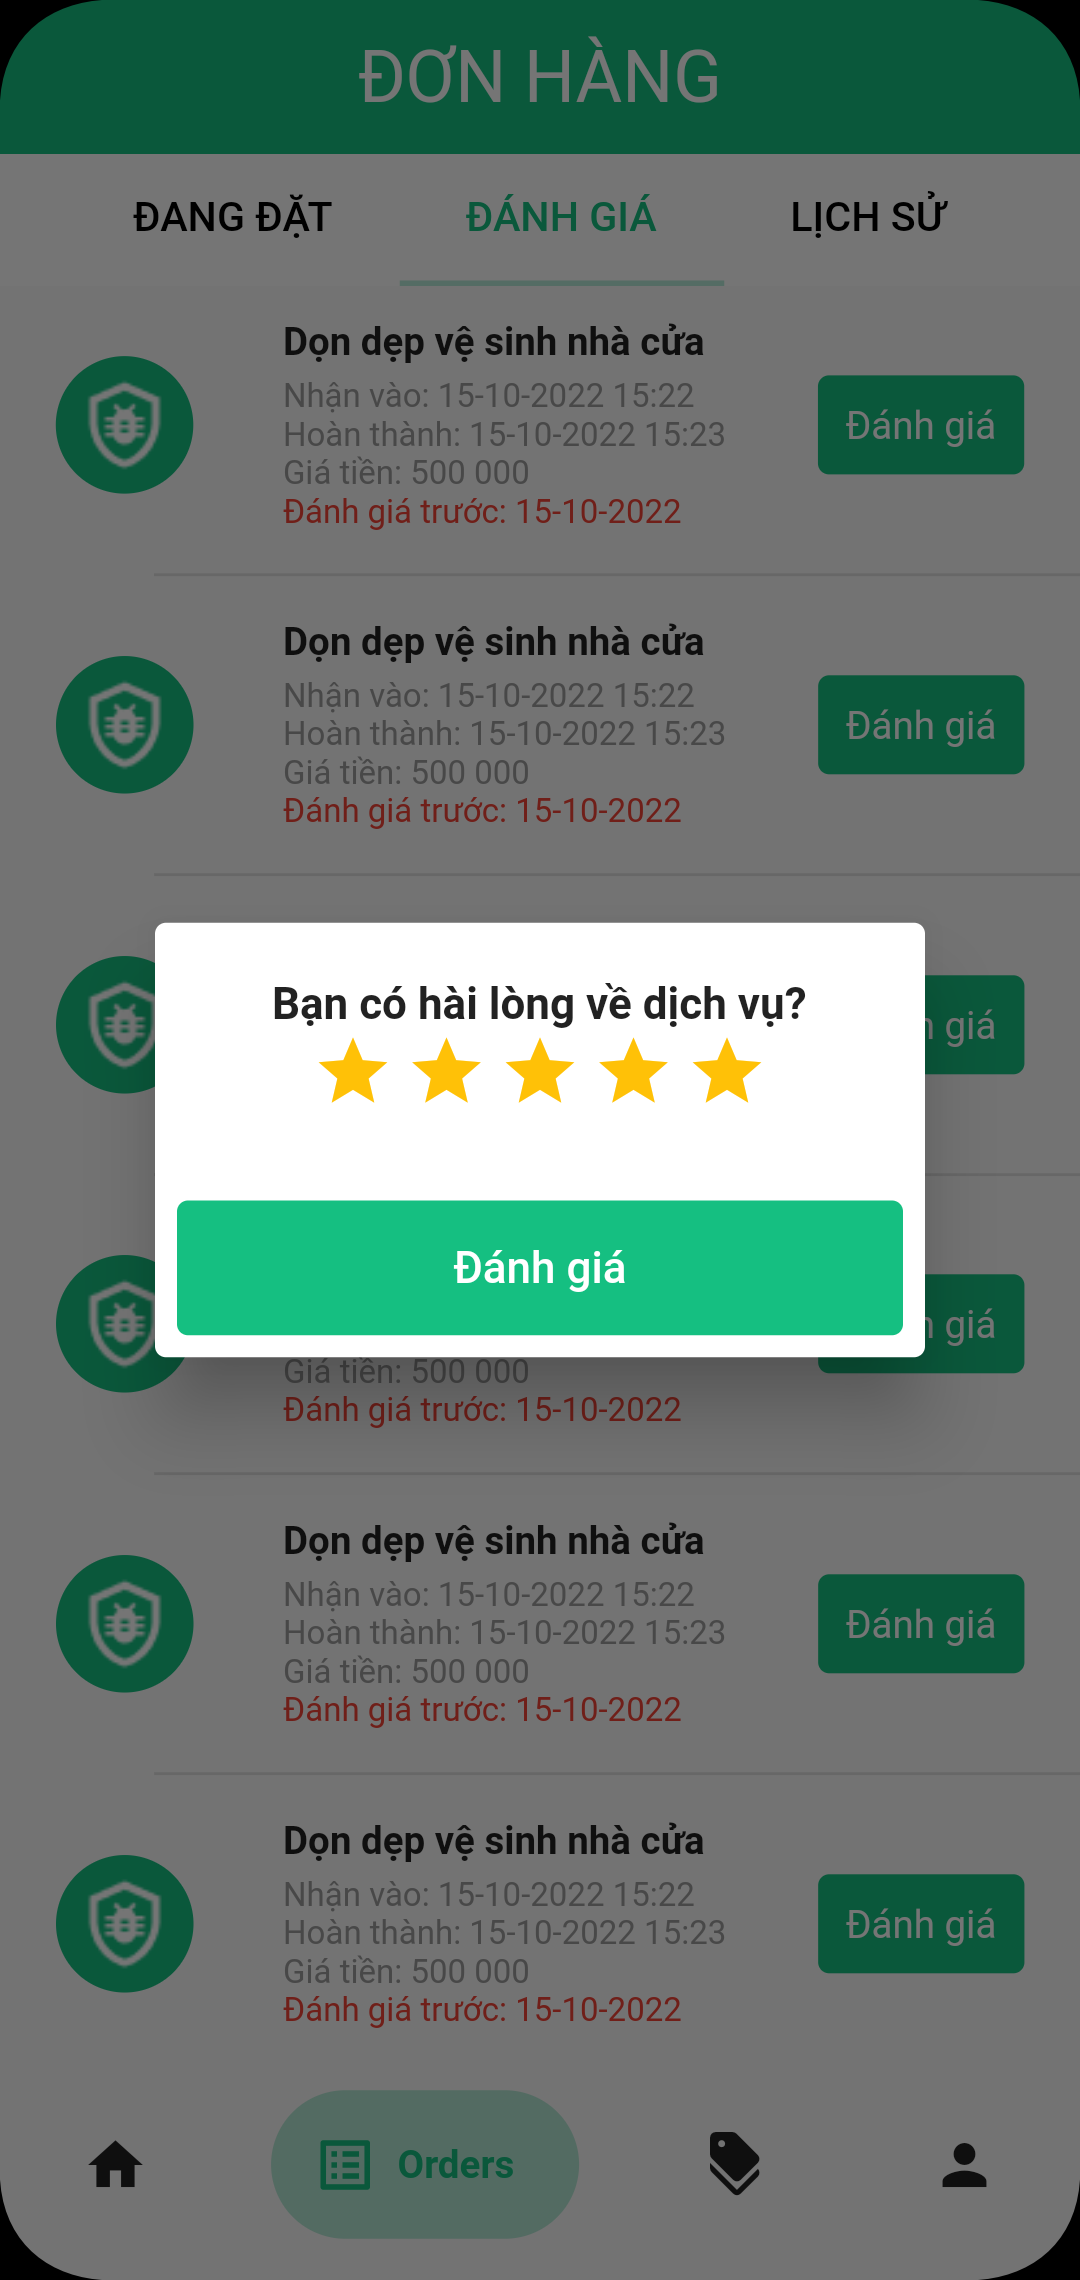 ĐƠN HÀNG
ĐANG ĐẶT
ĐÁNH GIÁ
LỊCH SỬ
Dọn dẹp vệ sinh nhà cửa
Nhận vào: 15-10-2022 15:22
Hoàn thành: 15-10-2022 15:23
Giá tiền: 500 000
Đánh giá trước: 15-10-2022
Đánh giá
Dọn dẹp vệ sinh nhà cửa
Nhận vào: 15-10-2022 15:22
Hoàn thành: 15-10-2022 15:23
Giá tiền: 500 000
Đánh giá trước: 15-10-2022
Đánh giá
Bạn có hài lòng về dịch vụ?
giá
Đánh giá
giá
Giá tiền: 500 000
Đánh giá trước: 15-10-2022
Dọn dẹp vệ sinh nhà cửa
Nhận vào: 15-10-2022 15:22
Hoàn thành: 15-10-2022 15:23
Giá tiền: 500 000
Đánh giá trước: 15-10-2022
Đánh giá
Dọn dẹp vệ sinh nhà cửa
Nhận vào: 15-10-2022 15:22
Hoàn thành: 15-10-2022 15:23
Giá tiền: 500 000
Đánh giá trước: 15-10-2022
Đánh giá
Orders